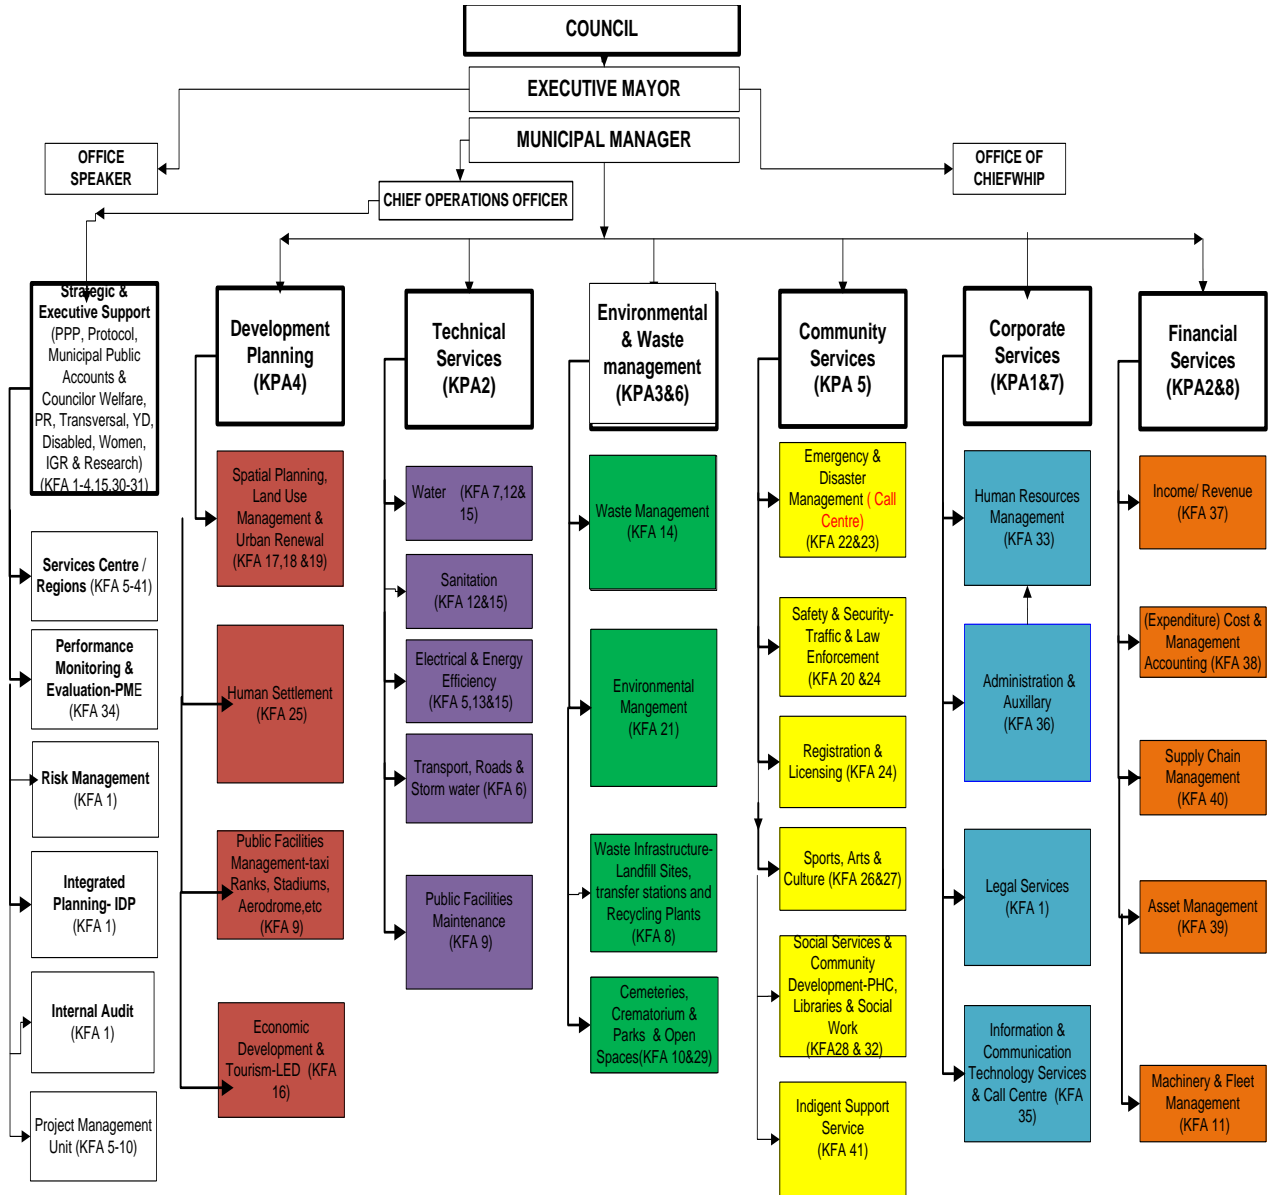 COUNCIL
EXECUTIVE MAYOR
MUNICIPAL MANAGER
OFFICE
SPEAKER
OFFICE OF
CHIEFWHIP
CHIEF OPERATIONS OFFICER
Strategic &
Executive Support
(PPP, Protocol,
Municipal Public
Accounts &
Councilor Welfare,
PR, Transversal, YD,
Disabled, Women,
IGR & Research)
(KFA 1-4,15,30-31)
Services Centre /
Regions (KFA 5-41)
Performance
Monitoring &
Evaluation-PME
(KFA 34)
Risk Management
(KFA 1)
Integrated
Planning- IDP
(KFA 1)
Internal Audit
(KFA 1)
Project Management
Unit (KFA 5-10)
Development
Planning
(KPA4)
Spatial Planning,
Land Use
Management &
Urban Renewal
(KFA 17,18 &19)
Human Settlement
(KFA 25)
Public Facilities
Management-taxi
Ranks, Stadiums,
Aerodrome,etc
(KFA 9)
Economic
Development &
Tourism-LED (KFA
16)
Technical
Services
(KPA2)
Water (KFA 7,12&
15)
Sanitation
(KFA 12&15)
Electrical & Energy
Efficiency
(KFA 5,13&15)
Transport, Roads &
Storm water (KFA 6)
Public Facilities
Maintenance
(KFA 9)
Environmental
& Waste
management
(KPA3&6)
Waste Management
(KFA 14)
Environmental
Mangement
(KFA 21)
Waste Infrastructure-
Landfill Sites,
transfer stations and
Recycling Plants
(KFA 8)
Cemeteries,
Crematorium &
Parks & Open
Spaces(KFA 10&29)
Community
Services
(KPA 5)
Emergency &
Disaster
Management ( Call
Centre)
(KFA 22&23)
Safety & Security-
Traffic & Law
Enforcement
(KFA 20 &24
Registration &
Licensing (KFA 24)
Sports, Arts &
Culture (KFA 26&27)
Social Services &
Community
Development-PHC,
Libraries & Social
Work
(KFA28 & 32)
Indigent Support
Service
(KFA 41)
Corporate
Services
(KPA1&7)
Human Resources
Management
(KFA 33)
Administration &
Auxillary
(KFA 36)
Legal Services
(KFA 1)
Information &
Communication
Technology Services
& Call Centre (KFA
35)
Financial
Services
(KPA2&8)
Income/ Revenue
(KFA 37)
(Expenditure) Cost &
Management
Accounting (KFA 38)
Supply Chain
Management
(KFA 40)
Asset Management
(KFA 39)
Machinery & Fleet
Management
(KFA 11)